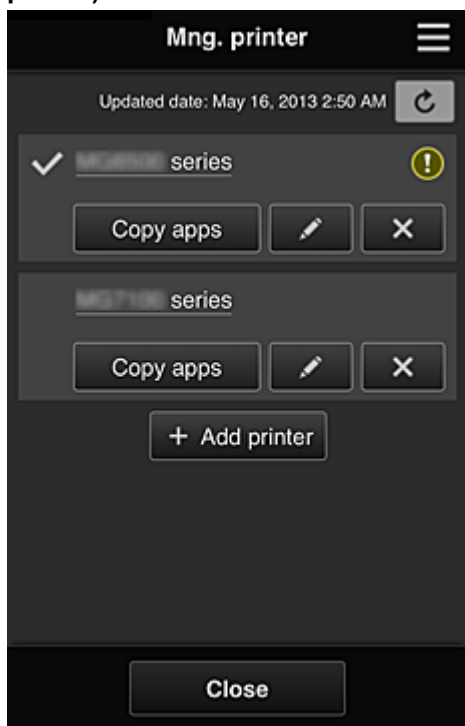 Mng. printer
Updated date: May 16, 2013 2:50 AM
series
Copy apps
series
Copy apps
+ Add printer
Close